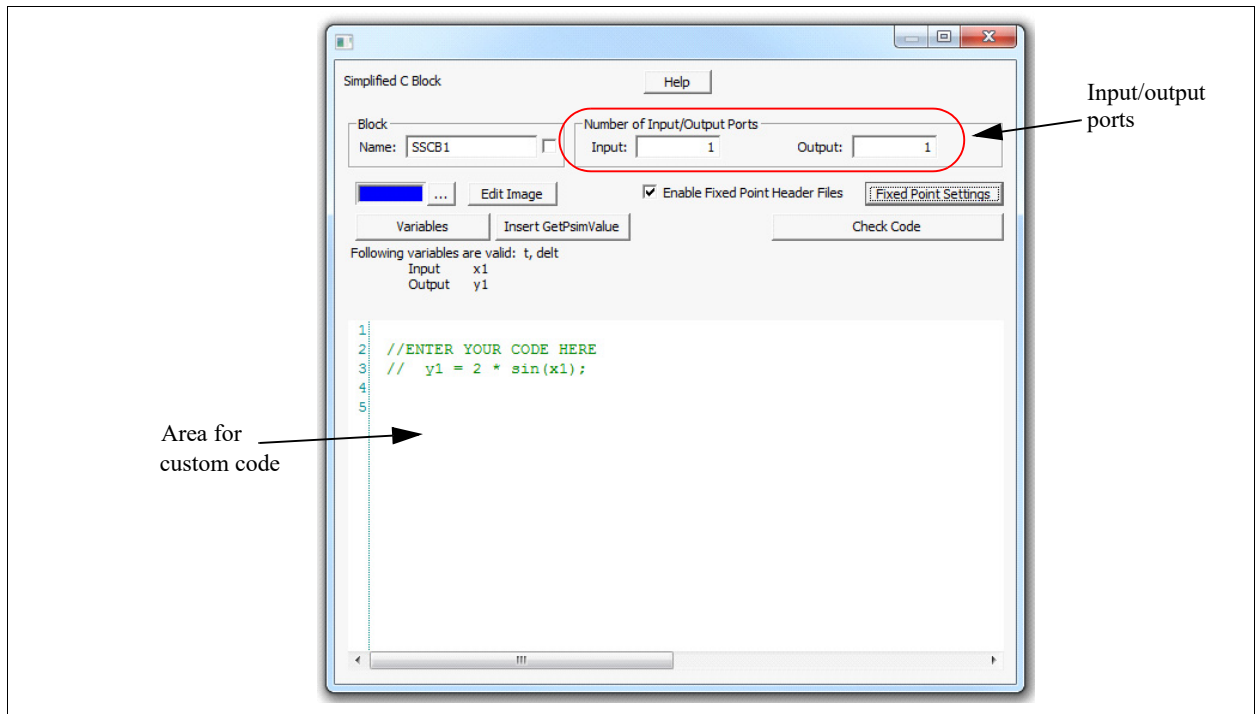 Simplified C Block
Help
Input/output
ports
Block
Number of Input/Output Ports
Name: SSCB1
Input: 1
Output: 1
... Edit Image
Enable Fixed Point Header Files
Fixed Point Settings
Variables
Insert GetPsimValue
Check Code
Following variables are valid: t, delt
Input x1
Output y1
1
2 //ENTER YOUR CODE HERE
3 // y1 = 2 * sin(x1);
4
5
Area for
custom code